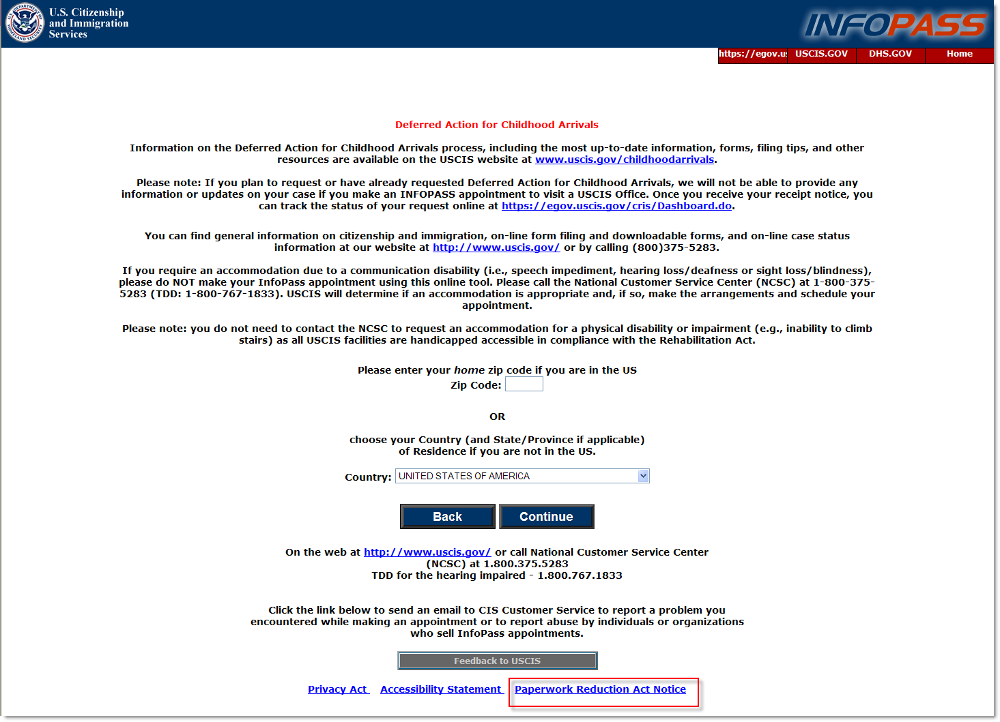 U.S. Citizenship
and Immigration
Services
INFOPASS
https://egov.us
USCIS.GOV
DHS.GOV
Home
Deferred Action for Childhood Arrivals
Information on the Deferred Action for Childhood Arrivals process, including the most up-to-date information, forms, filing tips, and other
resources are available on the USCIS website at www.uscis.gov/childhoodarrivals.
Please note: If you plan to request or have already requested Deferred Action for Childhood Arrivals, we will not be able to provide any
information or updates on your case if you make an INFOPASS appointment to visit a USCIS Office. Once you receive your receipt notice, you
can track the status of your request online at https://egov.uscis.gov/cris/Dashboard.do.
You can find general information on citizenship and immigration, on-line form filing and downloadable forms, and on-line case status
information at our website at http://www.uscis.gov/ or by calling (800)375-5283.
If you require an accommodation due to a communication disability (i.e., speech impediment, hearing loss/deafness or sight loss/blindness),
please do NOT make your InfoPass appointment using this online tool. Please call the National Customer Service Center (NCSC) at 1-800-375-
5283 (TDD: 1-800-767-1833). USCIS will determine if an accommodation is appropriate and, if so, make the arrangements and schedule your
appointment.
Please note: you do not need to contact the NCSC to request an accommodation for a physical disability or impairment (e.g., inability to climb
stairs) as all USCIS facilities are handicapped accessible in compliance with the Rehabilitation Act.
Please enter your home zip code if you are in the US
Zip Code:
OR
choose your Country (and State/Province if applicable)
of Residence if you are not in the US.
Country: UNITED STATES OF AMERICA
Back Continue
On the web at http://www.uscis.gov/ or call National Customer Service Center
(NCSC) at 1.800.375.5283
TDD for the hearing impaired - 1.800.767.1833
Click the link below to send an email to CIS Customer Service to report a problem you
encountered while making an appointment or to report abuse by individuals or organizations
who sell InfoPass appointments.
Feedback to USCIS
Privacy Act Accessibility Statement Paperwork Reduction Act Notice